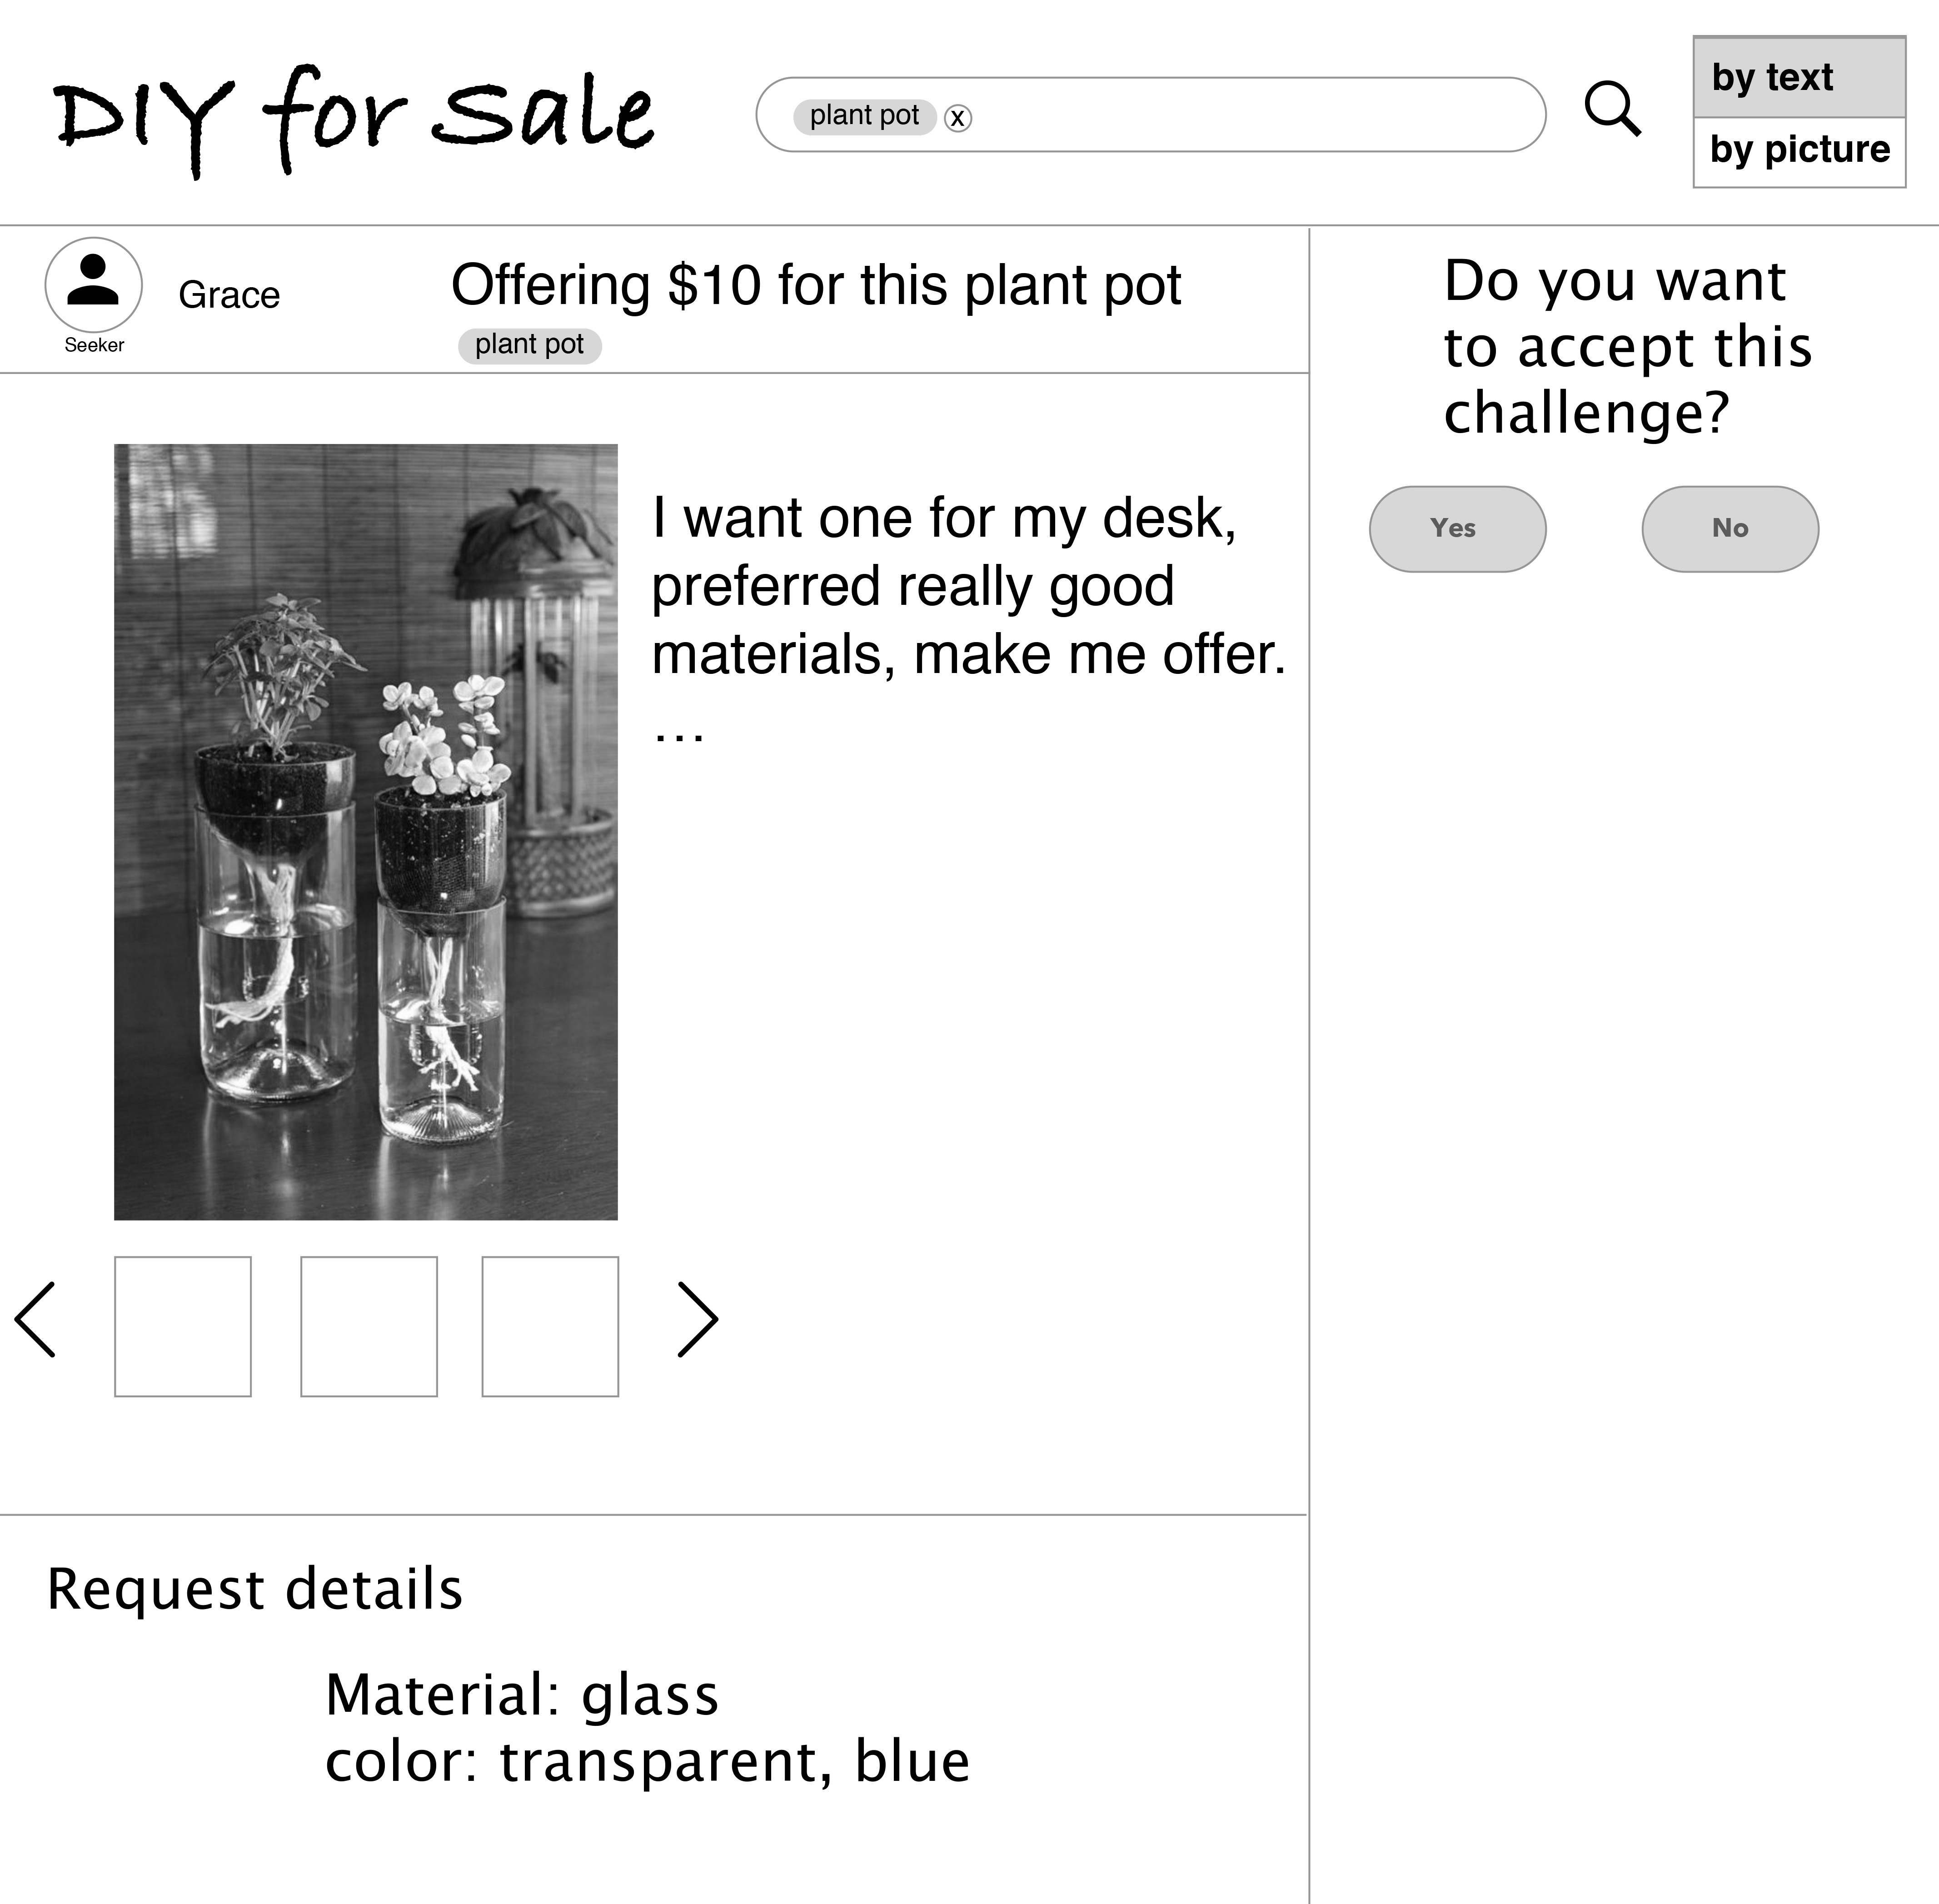 DIY for Sale
plant pot X
by text
by picture
Grace
Seeker
Offering $10 for this plant pot
plant pot
Do you want
to accept this
challenge?
Yes
No
I want one for my desk,
preferred really good
materials, make me offer.
...
Request details
Material: glass
color: transparent, blue